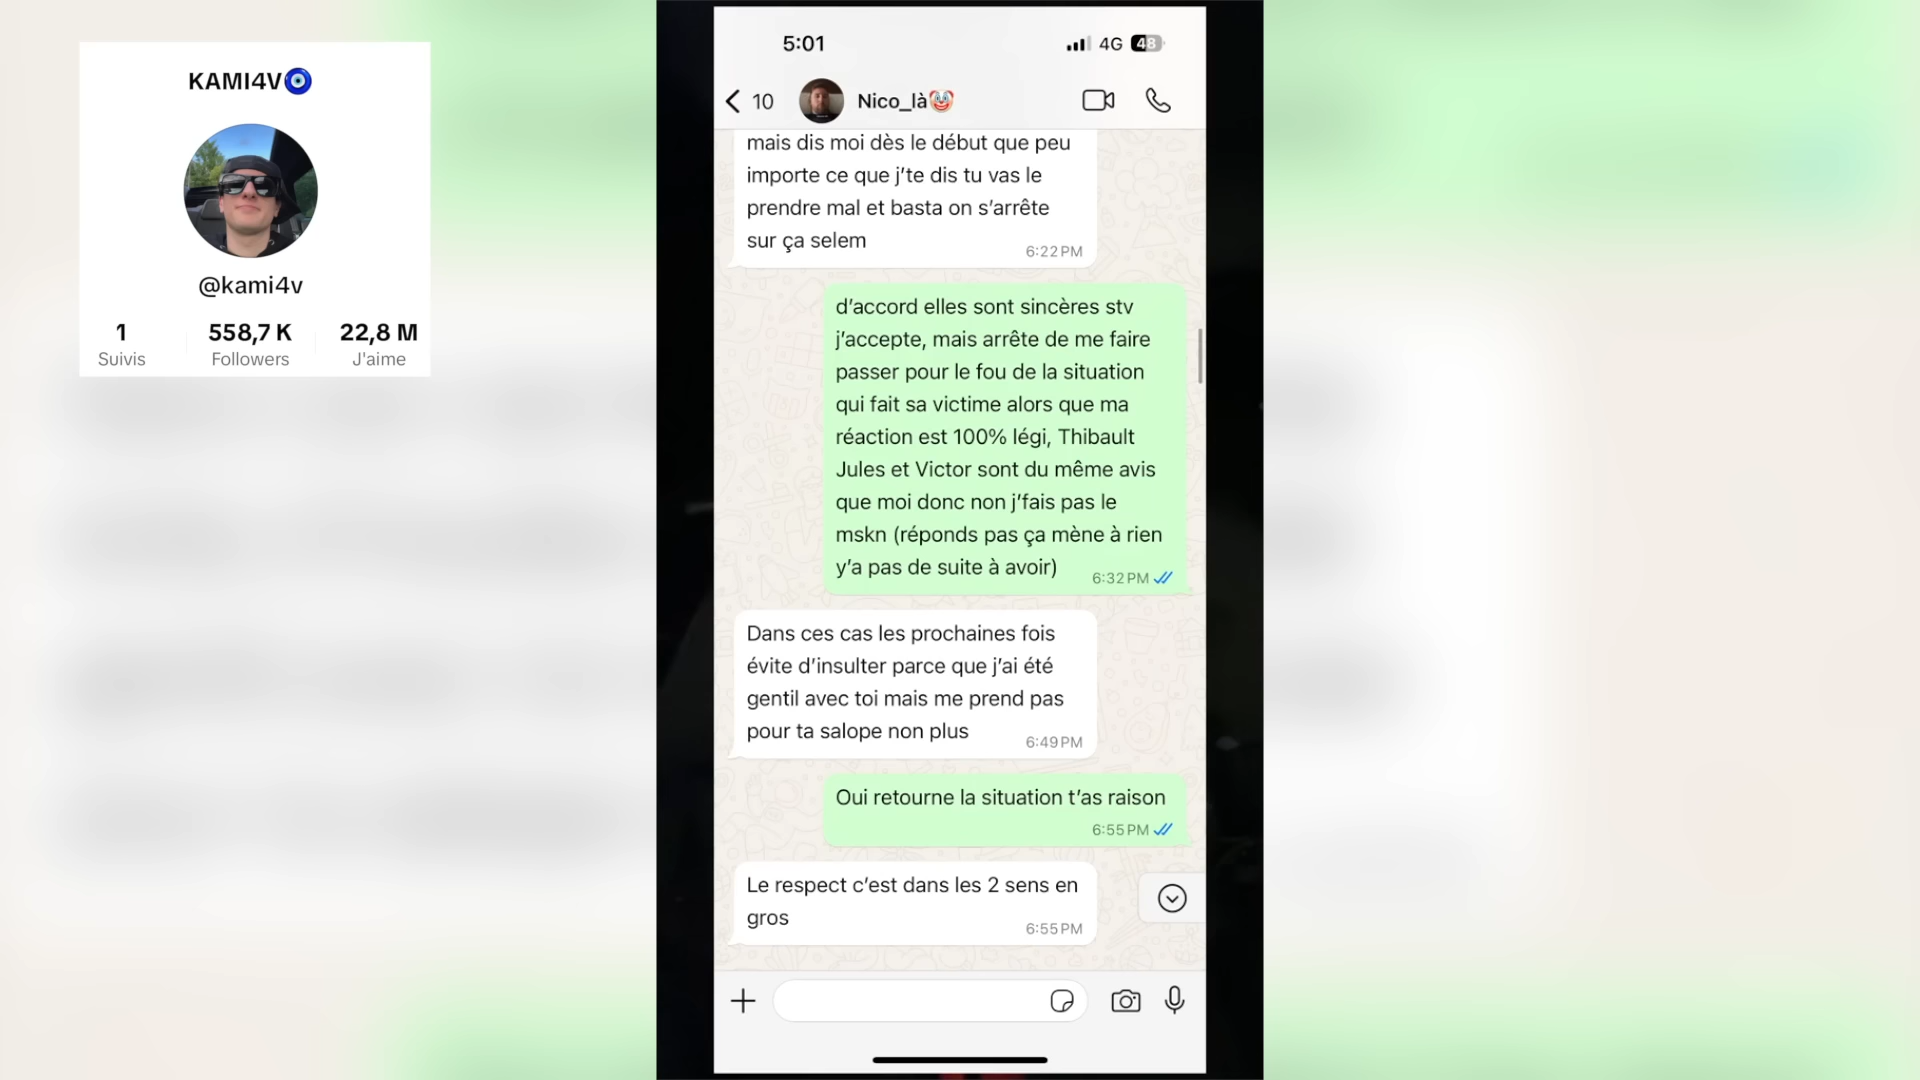 KAMI4V🧿
@kami4v
1 558,7 K 22,8 M
Suivis Followers J'aime
5:01
4G 48
10 Nico_là🤡
mais dis moi dès le début que peu
importe ce que j’te dis tu vas le
prendre mal et basta on s’arrête
sur ça selem
6:22 PM
d’accord elles sont sincères stv
j’accepte, mais arrête de me faire
passer pour le fou de la situation
qui fait sa victime alors que ma
réaction est 100% légi, Thibault
Jules et Victor sont du même avis
que moi donc non j’fais pas le
mskn (réponds pas ça mène à rien
y’a pas de suite à avoir)
6:32 PM
Dans ces cas les prochaines fois
évite d’insulter parce que j’ai été
gentil avec toi mais me prend pas
pour ta salope non plus
6:49 PM
Oui retourne la situation t’as raison
6:55 PM
Le respect c’est dans les 2 sens en
gros
6:55 PM